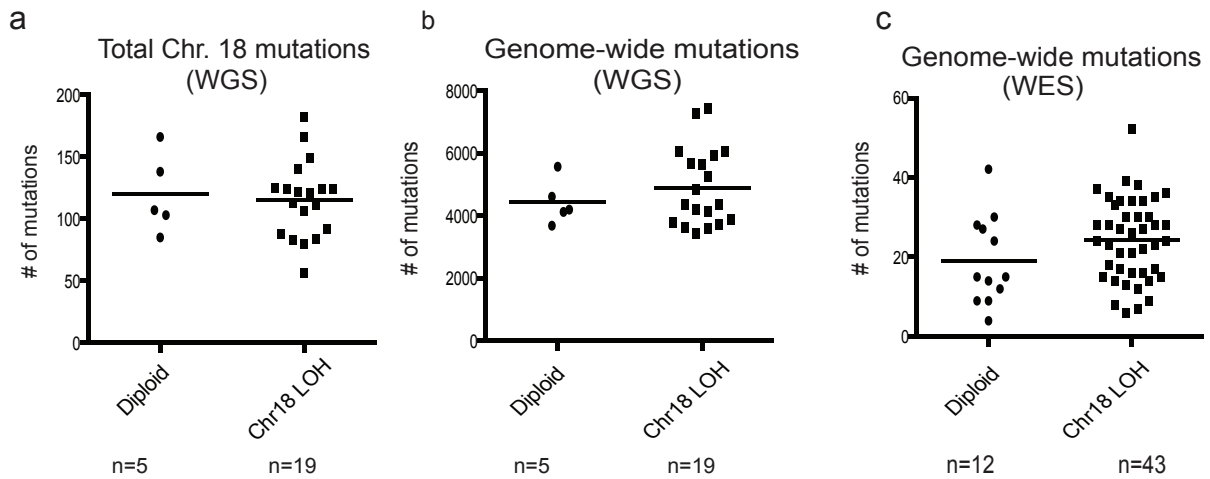 a
Total Chr. 18 mutations
(WGS)
# of mutations
200
150
100
50
0
Diploid
Chr18 LOH
n=5
n=19
b
Genome-wide mutations
(WGS)
# of mutations
8000
6000
4000
2000
0
Diploid
Chr18 LOH
n=5
n=19
c
Genome-wide mutations
(WES)
# of mutations
60
40
20
0
Diploid
Chr18 LOH
n=12
n=43